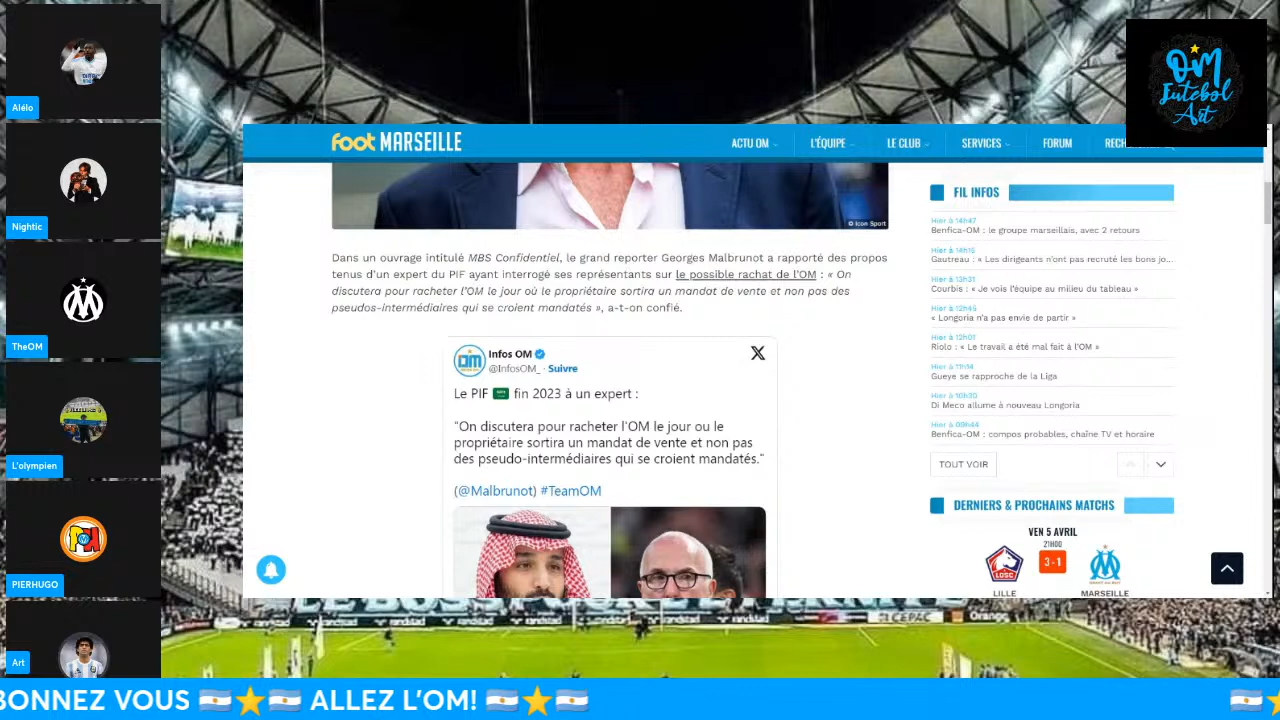 Alélo
Nightic
TheOM
L'olympien
PIERHUGO
Art
OM
Futebol
Art
foot MARSEILLE
ACTU OM
L'ÉQUIPE
LE CLUB
SERVICES
FORUM
© Icon Sport
Dans un ouvrage intitulé MBS Confidentiel, le grand reporter Georges Malbrunot a rapporté des propos
tenus d'un expert du PIF ayant interrogé ses représentants sur le possible rachat de l'OM : « On
discutera pour racheter l'OM le jour où le propriétaire sortira un mandat de vente et non pas des
pseudos-intermédiaires qui se croient mandatés », a-t-on confié.
Infos OM
@InfosOM_ · Suivre
Le PIF 🇸🇦 fin 2023 à un expert :
"On discutera pour racheter l'OM le jour ou le
propriétaire sortira un mandat de vente et non pas
des pseudo-intermédiaires qui se croient mandatés."
(@Malbrunot) #TeamOM
FIL INFOS
Hier à 14h47
Benfica-OM : le groupe marseillais, avec 2 retours
Hier à 14h15
Gautreau : « Les dirigeants n'ont pas recruté les bons jo...
Hier à 13h21
Courbis : « Je vois l'équipe au milieu du tableau »
Hier à 12h45
« Longoria n'a pas envie de partir »
Hier à 12h01
Riolo : « Le travail a été mal fait à l'OM »
Hier à 11h14
Gueye se rapproche de la Liga
Hier à 10h30
Di Meco allume à nouveau Longoria
Hier à 09h44
Benfica-OM : compos probables, chaîne TV et horaire
TOUT VOIR
DERNIERS & PROCHAINS MATCHS
VEN 5 AVRIL
21H00
LOSC
3-1
LILLE
MARSEILLE
randstad
randstad
CEPAC
Orange
BONNEZ VOUS 🇦🇷⭐🇦🇷 ALLEZ L'OM! 🇦🇷⭐🇦🇷